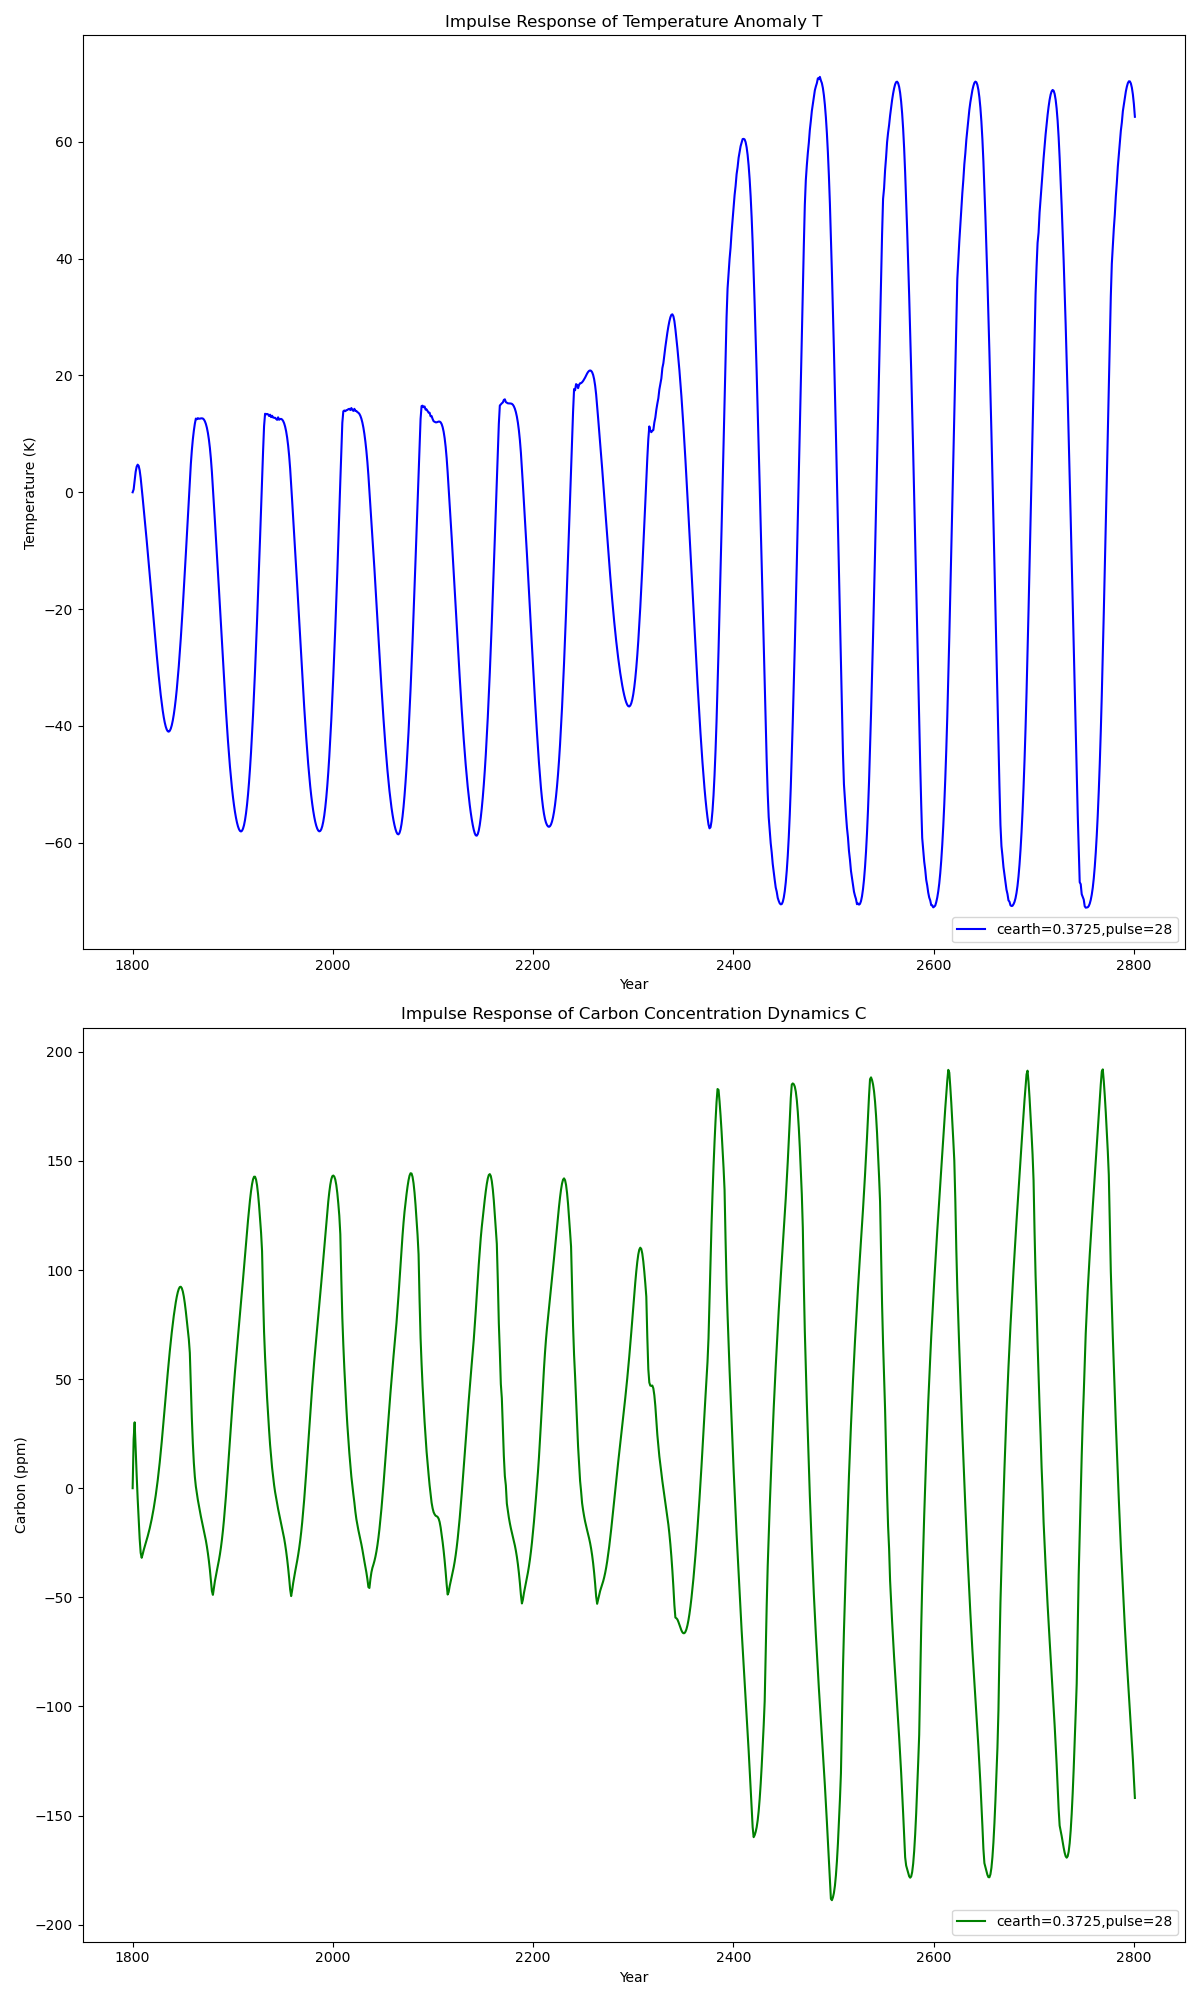 Impulse Response of Temperature Anomaly T
60
40
20
0
−20
−40
−60
Temperature (K)
cearth=0.3725,pulse=28
1800 2000 2200 2400 2600 2800
Year
Impulse Response of Carbon Concentration Dynamics C
200
150
100
50
0
−50
−100
−150
−200
Carbon (ppm)
cearth=0.3725,pulse=28
1800 2000 2200 2400 2600 2800
Year